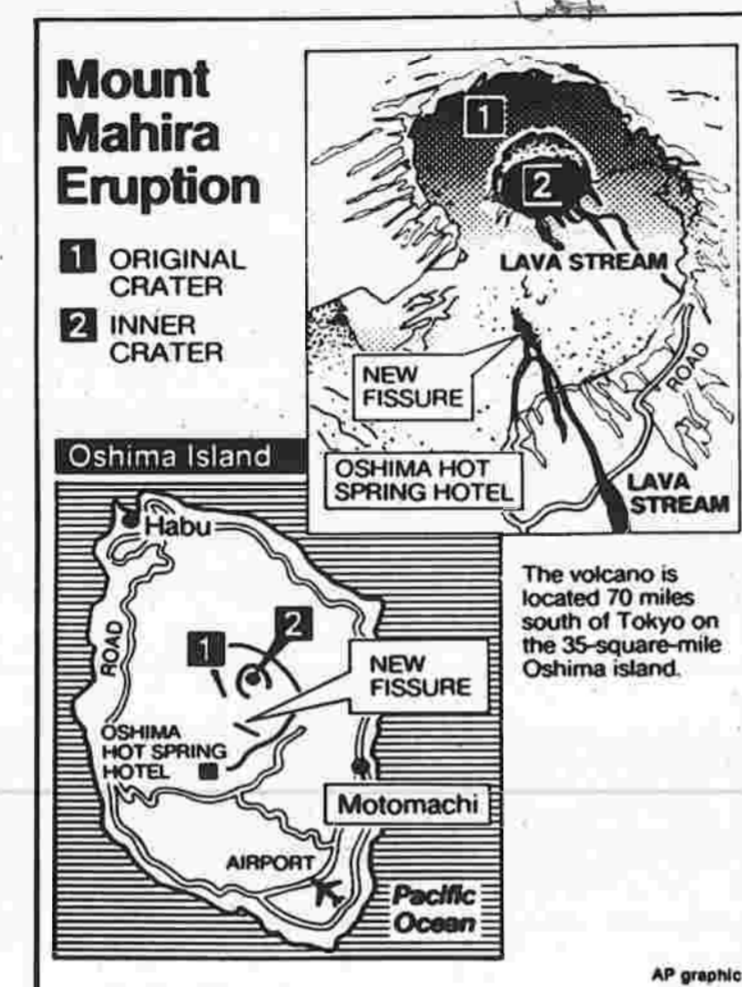 Mount
Mahira
Eruption
1 ORIGINAL
CRATER
2 INNER
CRATER
1
2
LAVA STREAM
NEW
FISSURE
ROAD
OSHIMA HOT
SPRING HOTEL
LAVA
STREAM
Oshima Island
Habu
ROAD
1
2
NEW
FISSURE
OSHIMA
HOT SPRING
HOTEL
Motomachi
AIRPORT
Pacific
Ocean
The volcano is
located 70 miles
south of Tokyo on
the 35-square-mile
Oshima island.
AP graphic